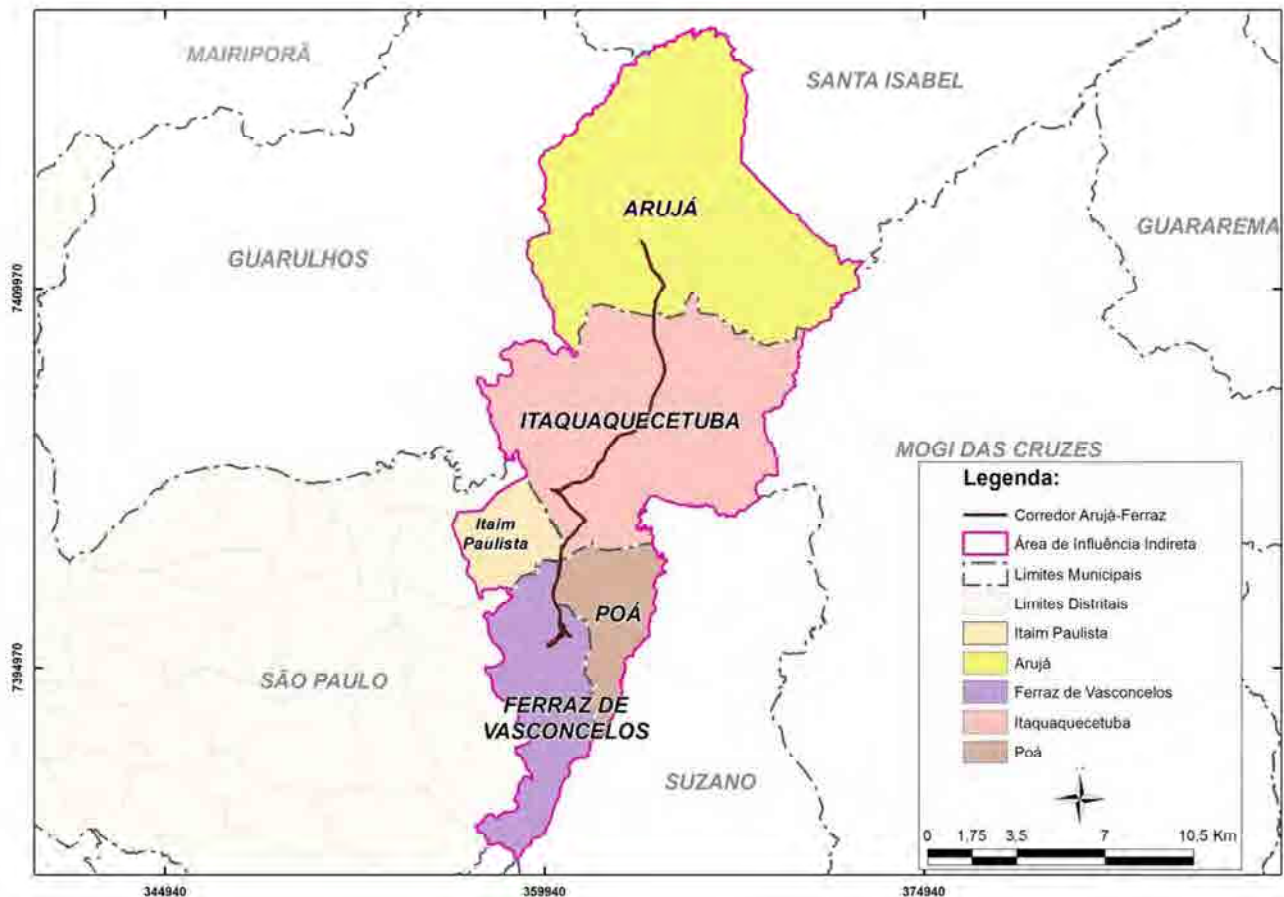 MAIRIPORÃ
SANTA ISABEL
ARUJÁ
GUARULHOS
GUARAREMA
7409970
ITAQUAQUECETUBA
MOGI DAS CRUZES
Itaim
Paulista
POÁ
SÃO PAULO
7394970
FERRAZ DE
VASCONCELOS
SUZANO
Legenda:
Corredor Arujá-Ferraz
Área de Influência Indireta
Limites Municipais
Limites Distritais
Itaim Paulista
Arujá
Ferraz de Vasconcelos
Itaquaquecetuba
Poá
0 1,75 3,5 7 10,5 Km
344940 359940 374940